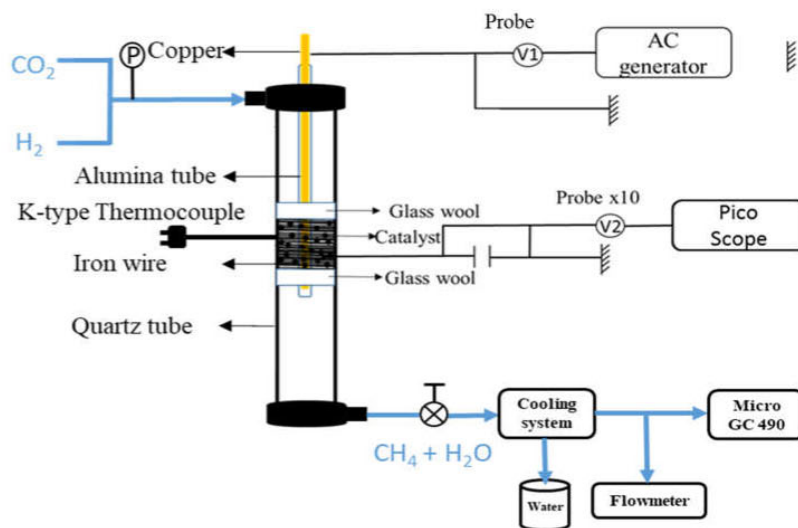 Probe
V1
AC
generator
P
Copper
CO₂
H₂
Alumina tube
K-type Thermocouple
Glass wool
Probe x10
Pico
Scope
V2
Catalyst
Iron wire
Glass wool
Quartz tube
Cooling
system
Micro
GC 490
CH₄ + H₂O
Water
Flowmeter